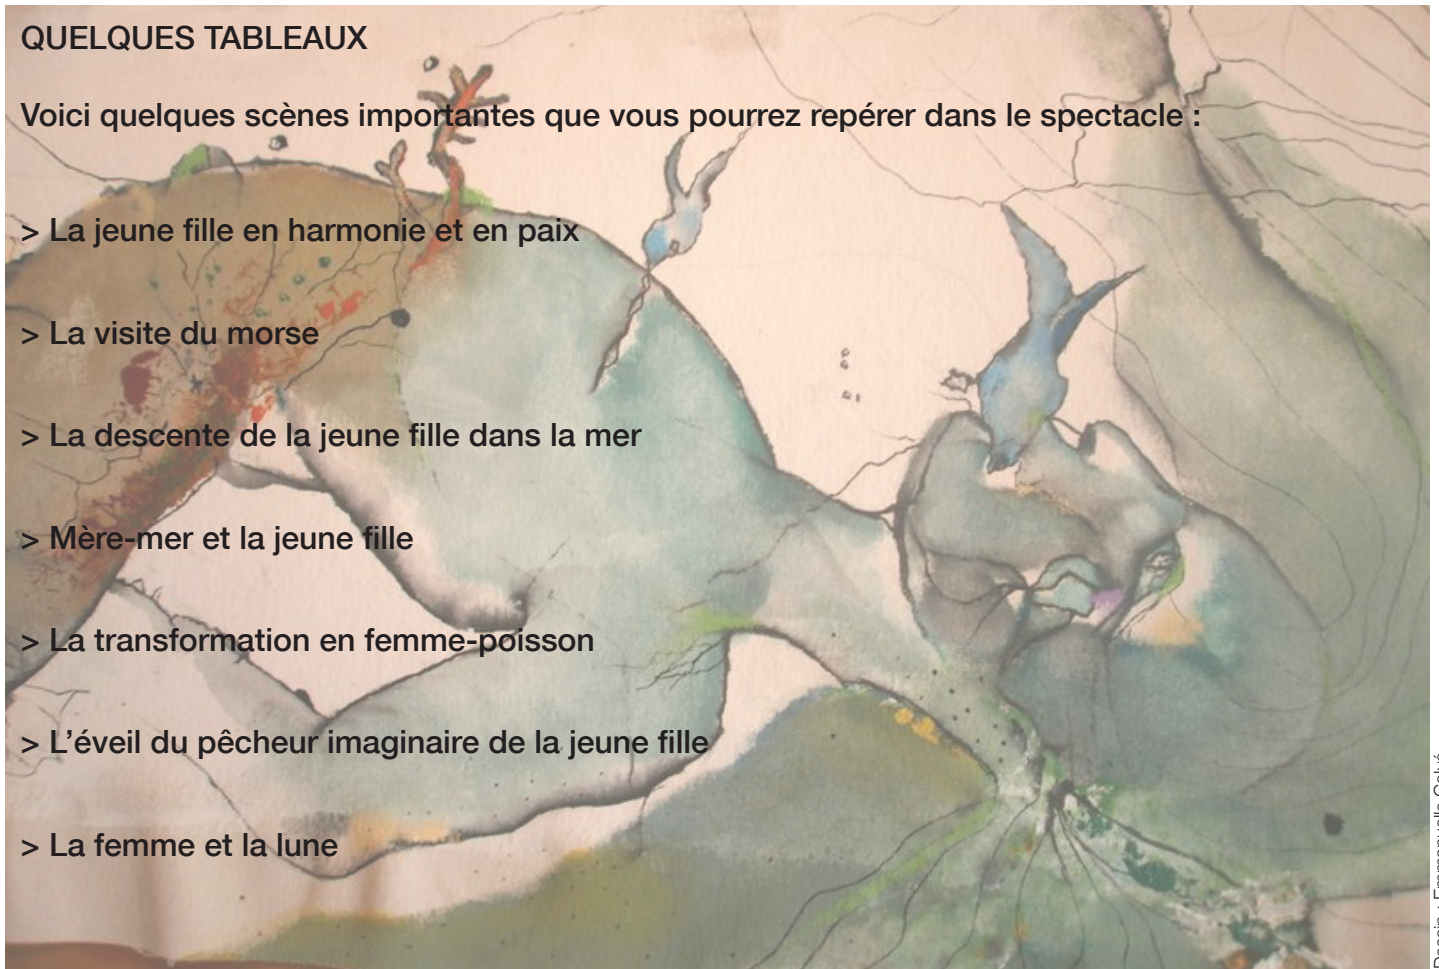 QUELQUES TABLEAUX
Voici quelques scènes importantes que vous pourrez repérer dans le spectacle :
> La jeune fille en harmonie et en paix
> La visite du morse
> La descente de la jeune fille dans la mer
> Mère-mer et la jeune fille
> La transformation en femme-poisson
> L’éveil du pêcheur imaginaire de la jeune fille
> La femme et la lune
Dessin : Emmanuelle